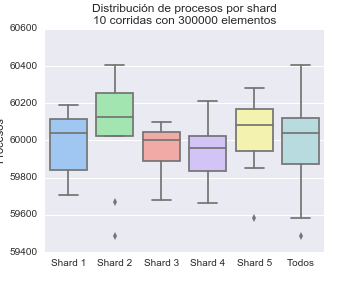 Distribución de procesos por shard
10 corridas con 300000 elementos
60600
60400
60200
60000
59800
59600
59400
Procesos
Shard 1
Shard 2
Shard 3
Shard 4
Shard 5
Todos